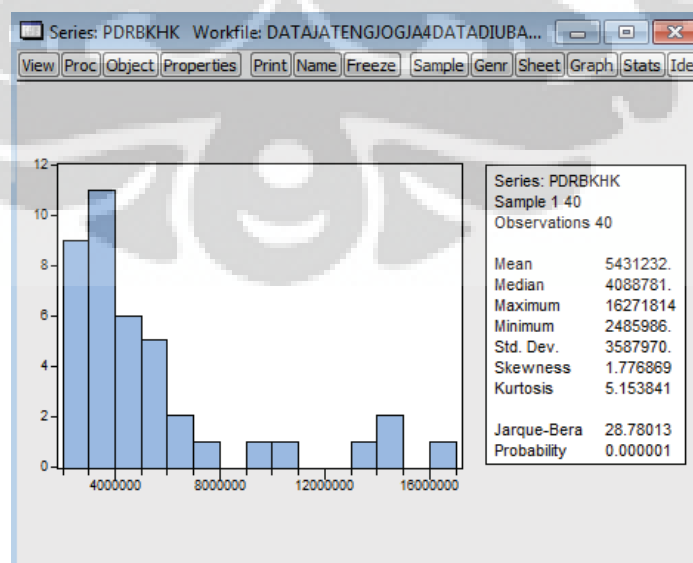 Series: PDRBKHK Workfile: DATAJATENGJOGJA4DATADIUBA...
View Proc Object Properties Print Name Freeze Sample Genr Sheet Graph Stats Ide
12
10
8
6
4
2
0
4000000 8000000 12000000 16000000
Series: PDRBKHK
Sample 1 40
Observations 40
Mean 5431232.
Median 4088781.
Maximum 16271814
Minimum 2485986.
Std. Dev. 3587970.
Skewness 1.776869
Kurtosis 5.153841
Jarque-Bera 28.78013
Probability 0.000001